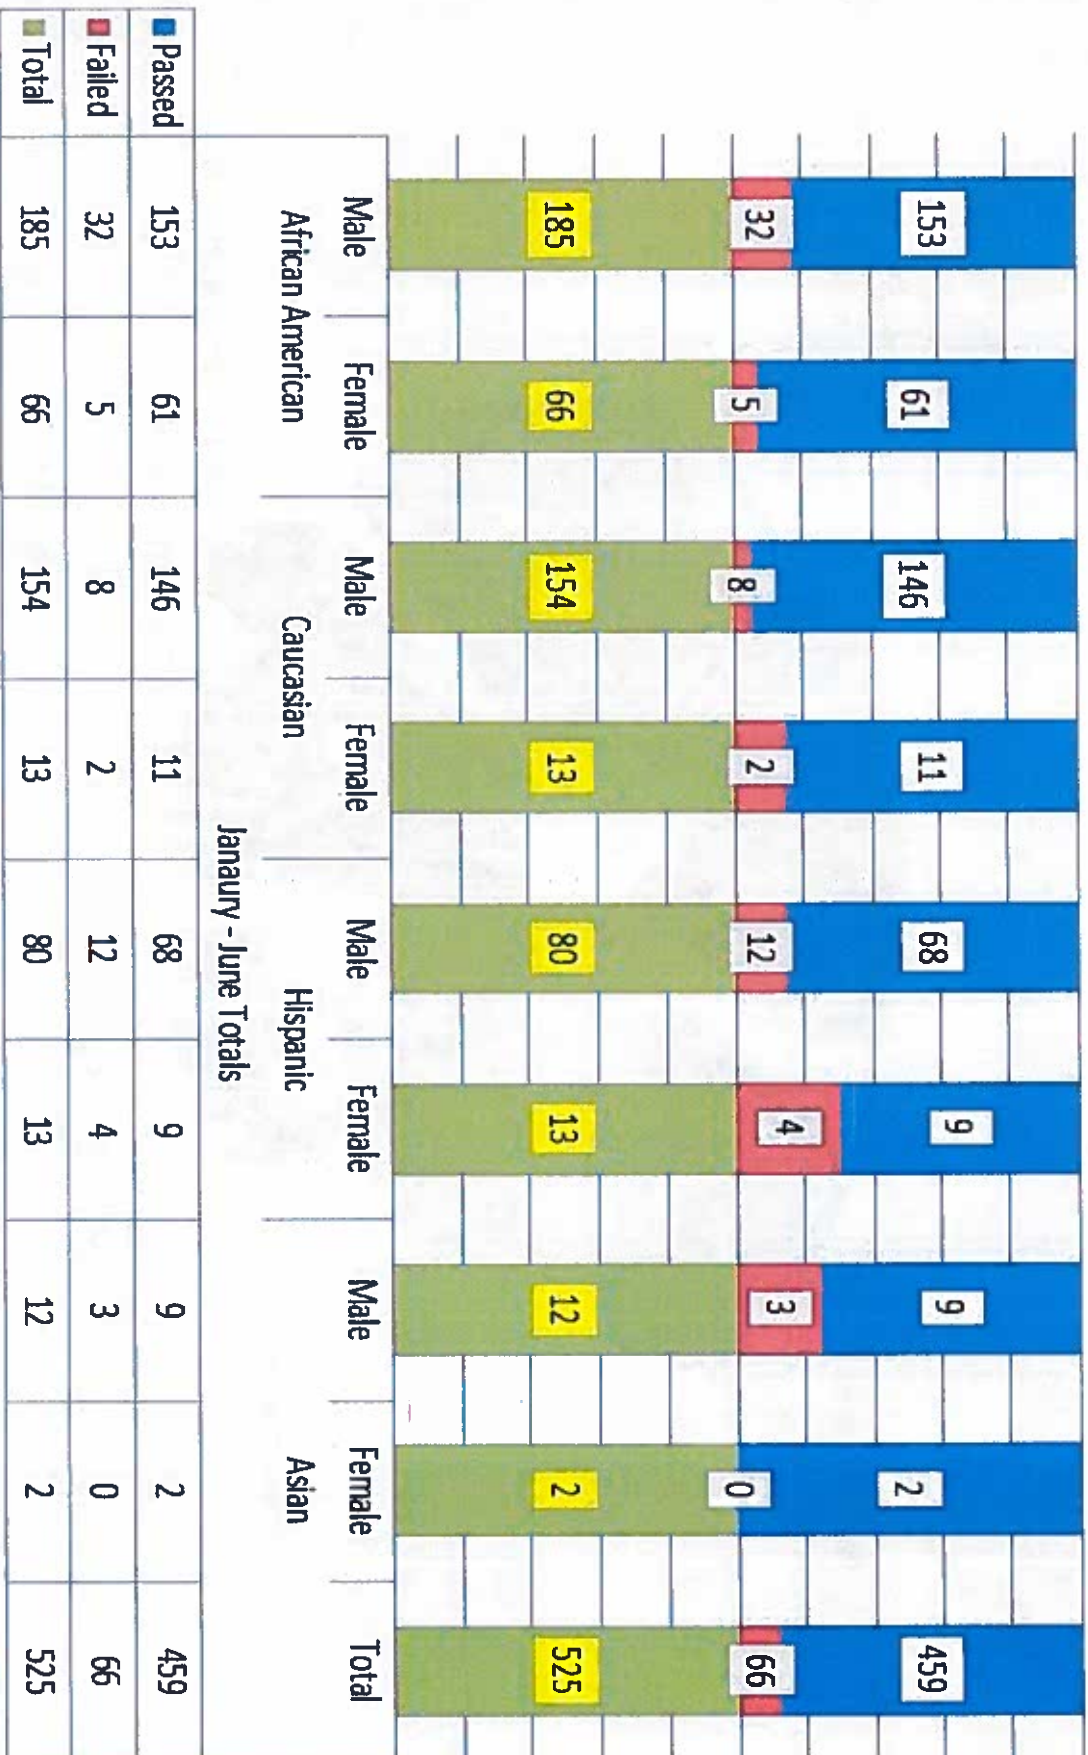 153 61 146 11 68 9 9 2 459
32 5 8 2 12 4 3 0 66
185 66 154 13 80 13 12 2 525
Male Female Male Female Male Female Male Female Total
African American Caucasian Hispanic Asian
Janaury - June Totals
Passed 153 61 146 11 68 9 9 2 459
Failed 32 5 8 2 12 4 3 0 66
Total 185 66 154 13 80 13 12 2 525